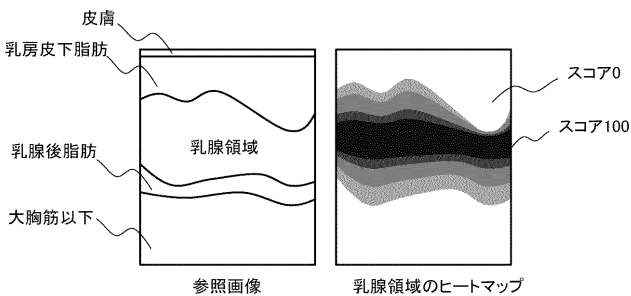 皮膚
乳房皮下脂肪
乳腺領域
乳腺後脂肪
大胸筋以下
参照画像
スコア0
スコア100
乳腺領域のヒートマップ